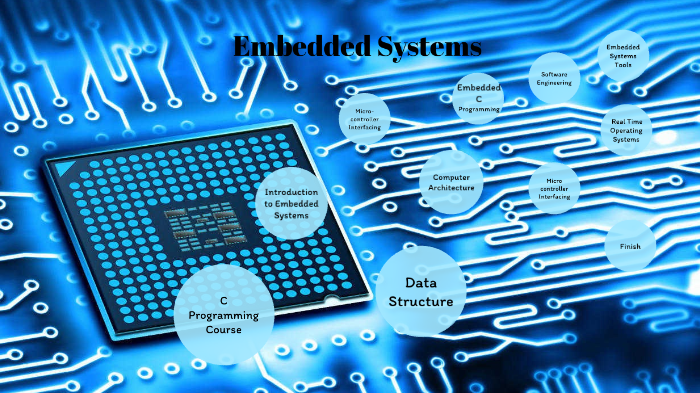 Embedded Systems
Embedded
Systems
Tools
Software
Engineering
Embedded
C
Programming
Micro-
controller
Interfacing
Real Time
Operating
Systems
Computer
Architecture
Micro
controller
Interfacing
Introduction
to Embedded
Systems
Finish
Data
Structure
C
Programming
Course